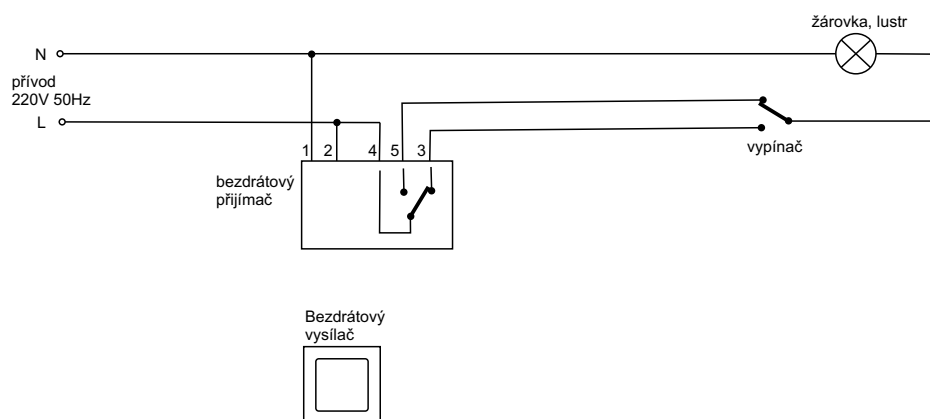 žárovka, lustr
N
přívod
220V 50Hz
L
vypínač
1 2 4 5 3
bezdrátový
přijímač
Bezdrátový
vysílač